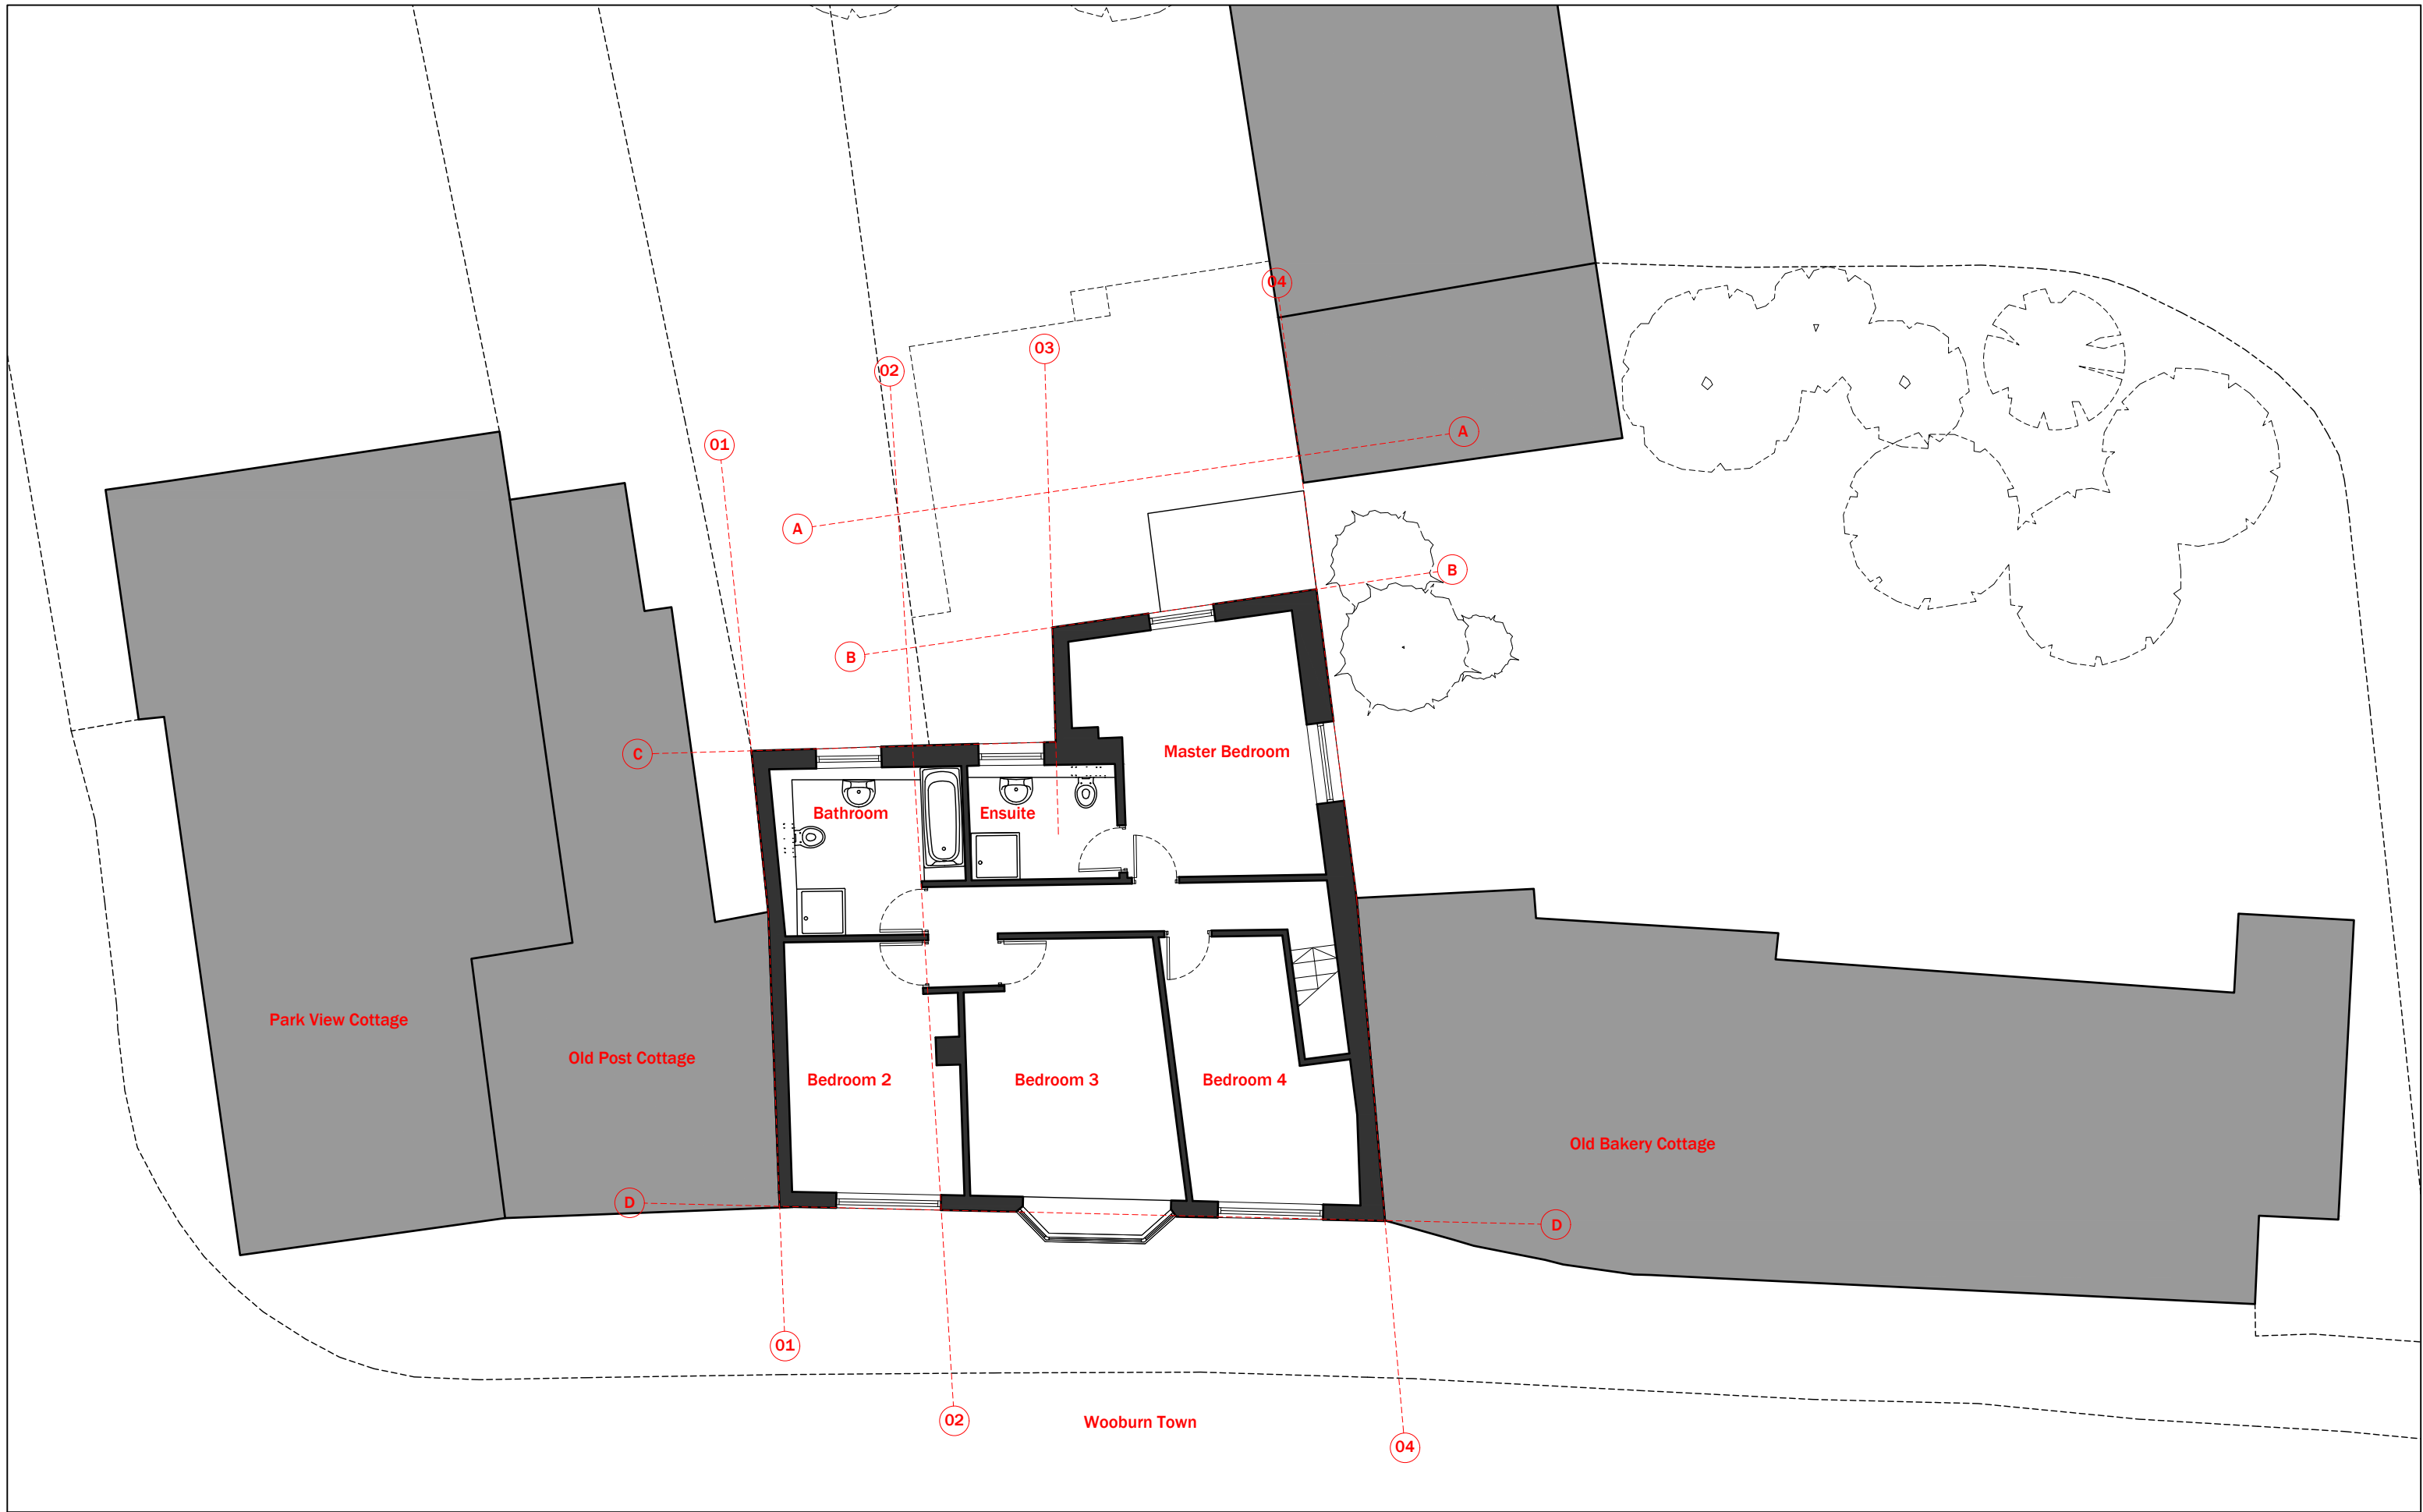 04
03
02
A
01
A
B
B
Master Bedroom
C
Bathroom
Ensuite
Park View Cottage
Old Post Cottage
Bedroom 2
Bedroom 3
Bedroom 4
Old Bakery Cottage
D
D
01
02
Wooburn Town
04